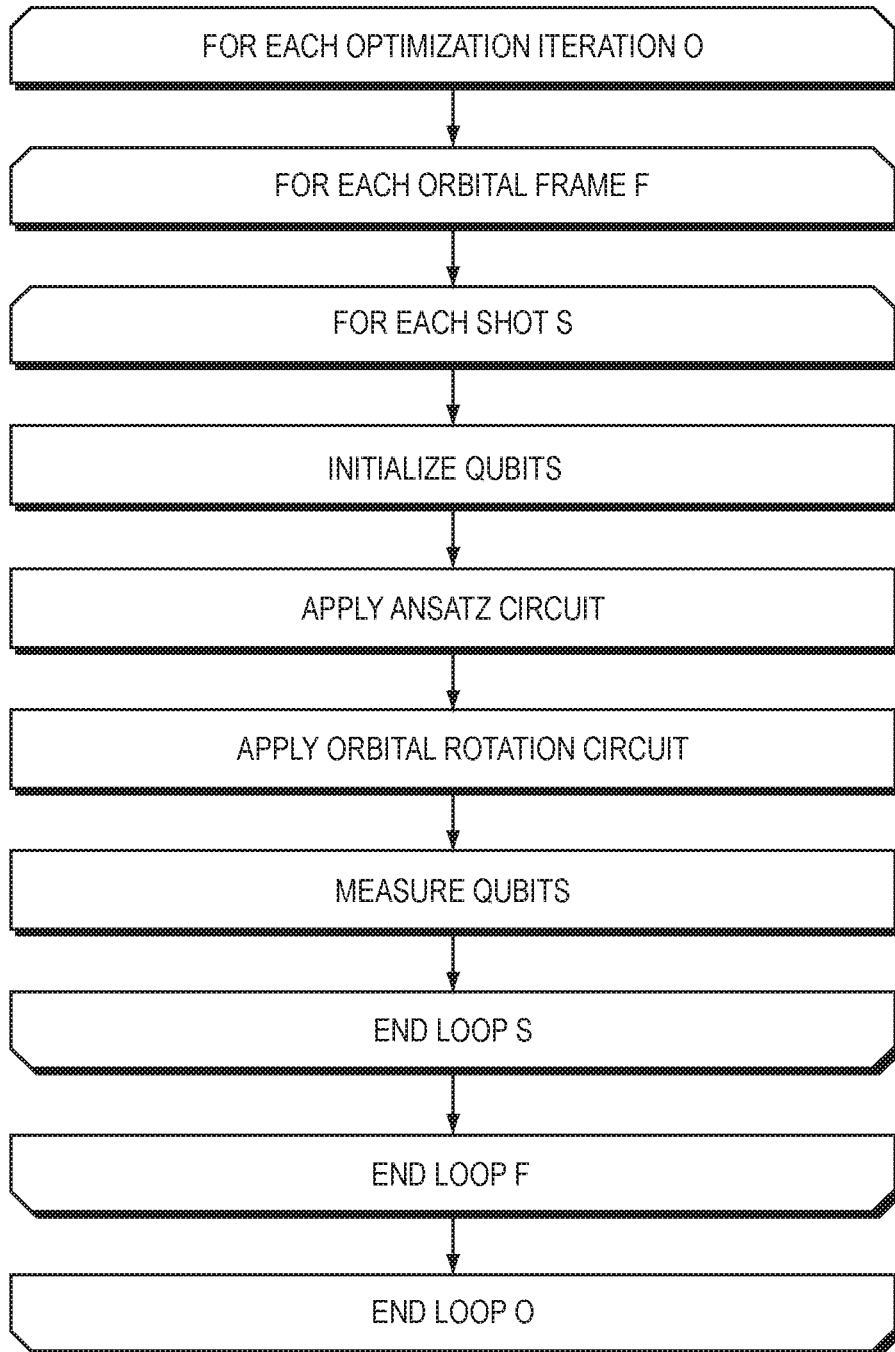 FOR EACH OPTIMIZATION ITERATION O
FOR EACH ORBITAL FRAME F
FOR EACH SHOT S
INITIALIZE QUBITS
APPLY ANSATZ CIRCUIT
APPLY ORBITAL ROTATION CIRCUIT
MEASURE QUBITS
END LOOP S
END LOOP F
END LOOP O